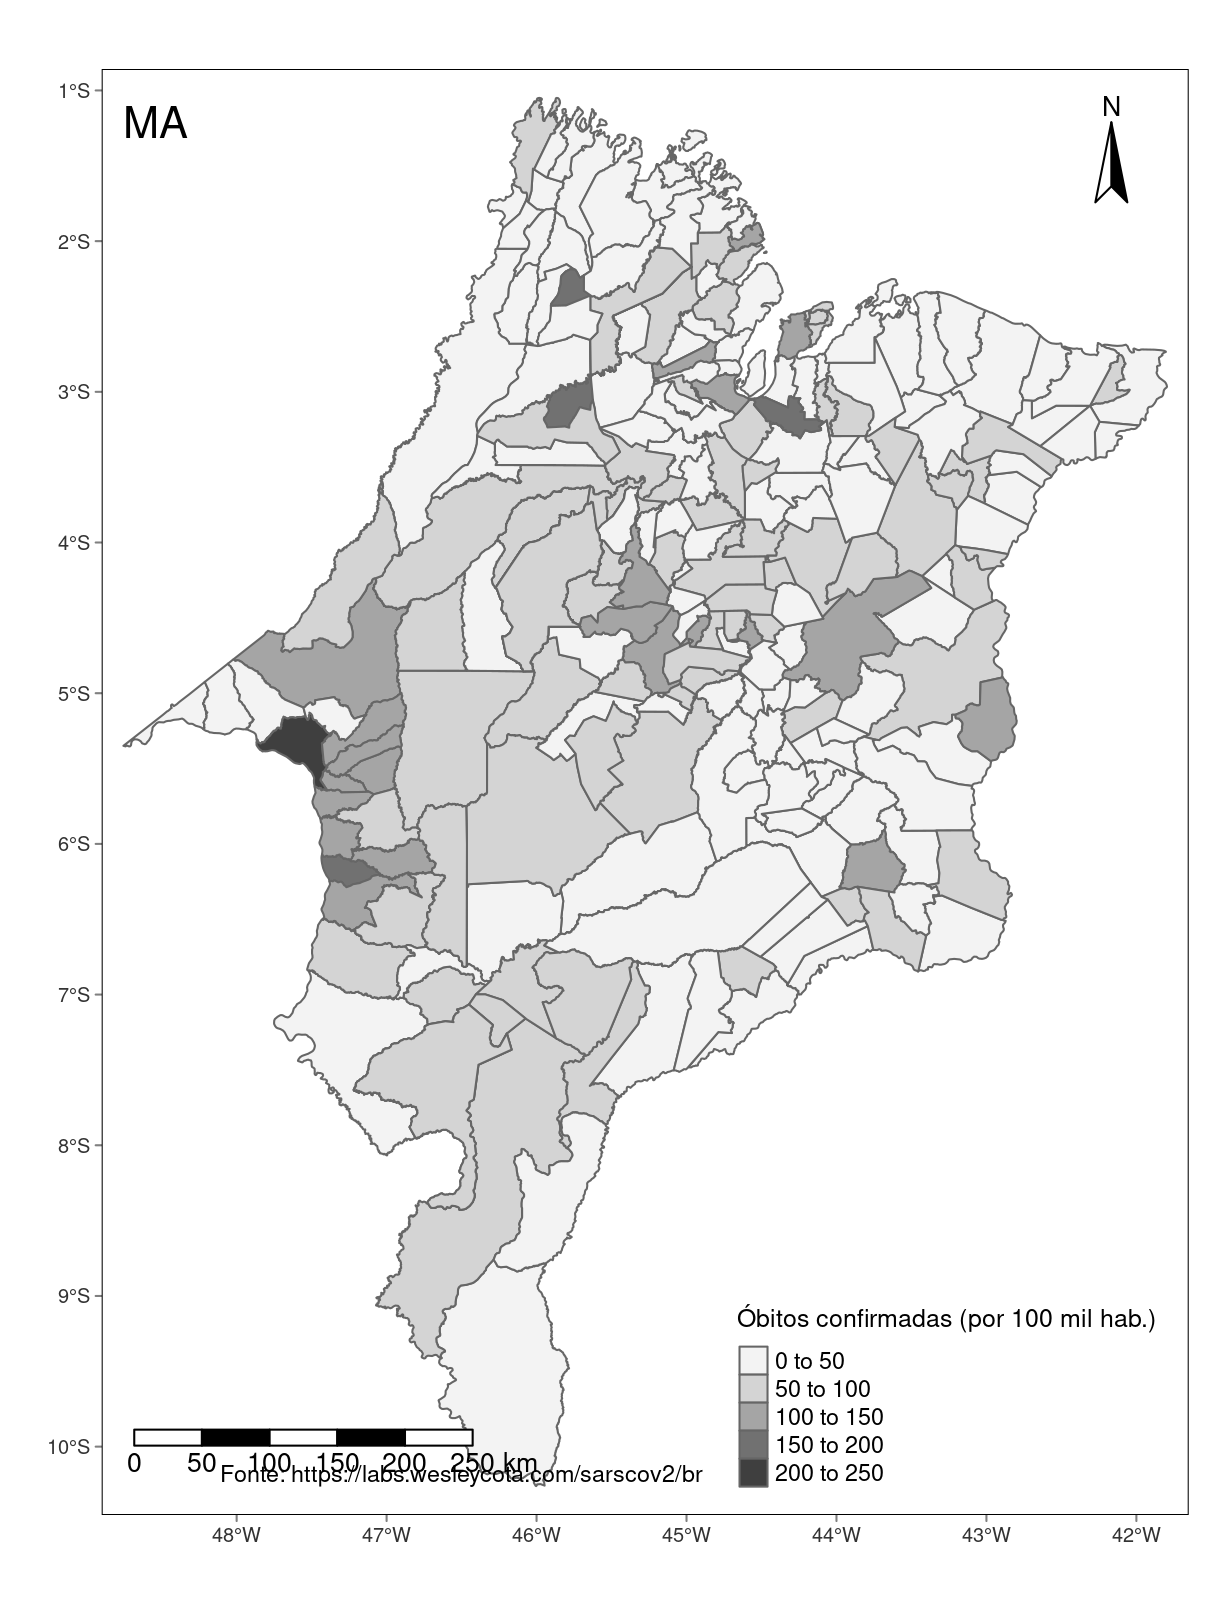 MA
N
1°S
2°S
3°S
4°S
5°S
6°S
7°S
8°S
9°S
10°S
Óbitos confirmadas (por 100 mil hab.)
0 to 50
50 to 100
100 to 150
150 to 200
200 to 250
0 50 100 150 200 250 km
Fonte: https://labs.wesleycota.com/sarscov2/br
48°W 47°W 46°W 45°W 44°W 43°W 42°W